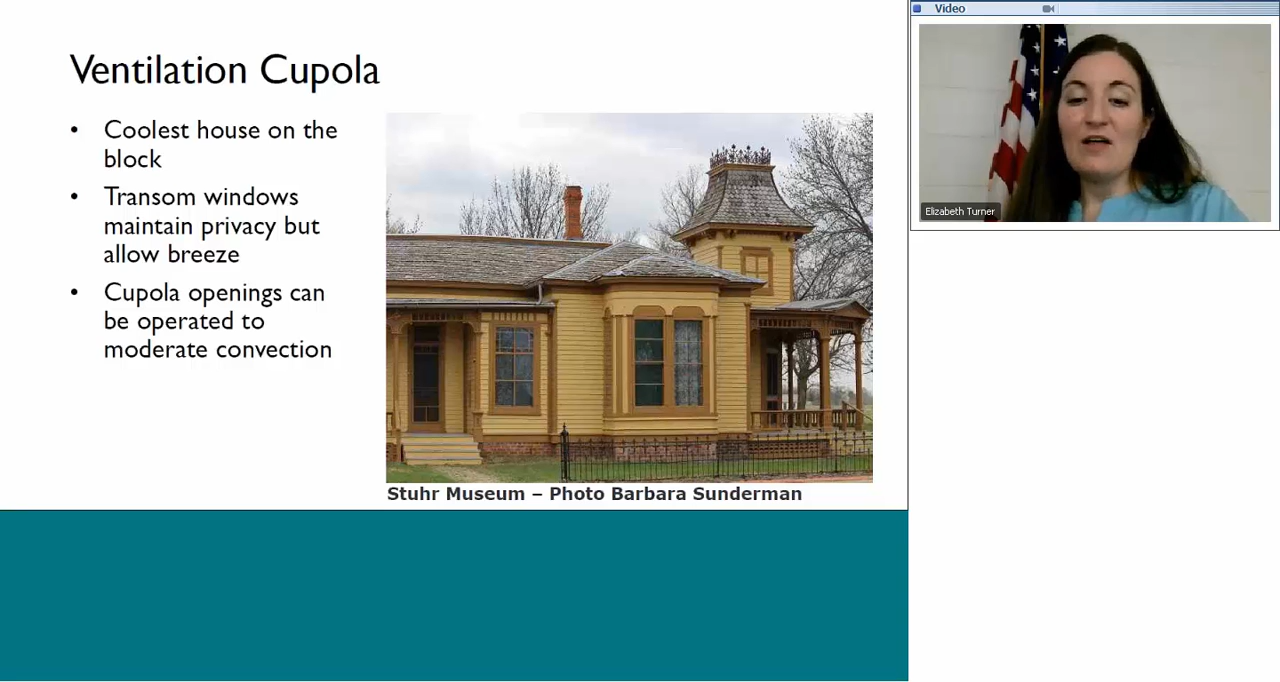 Ventilation Cupola
• Coolest house on the
block
• Transom windows
maintain privacy but
allow breeze
• Cupola openings can
be operated to
moderate convection
Stuhr Museum – Photo Barbara Sunderman
Video
Elizabeth Turner